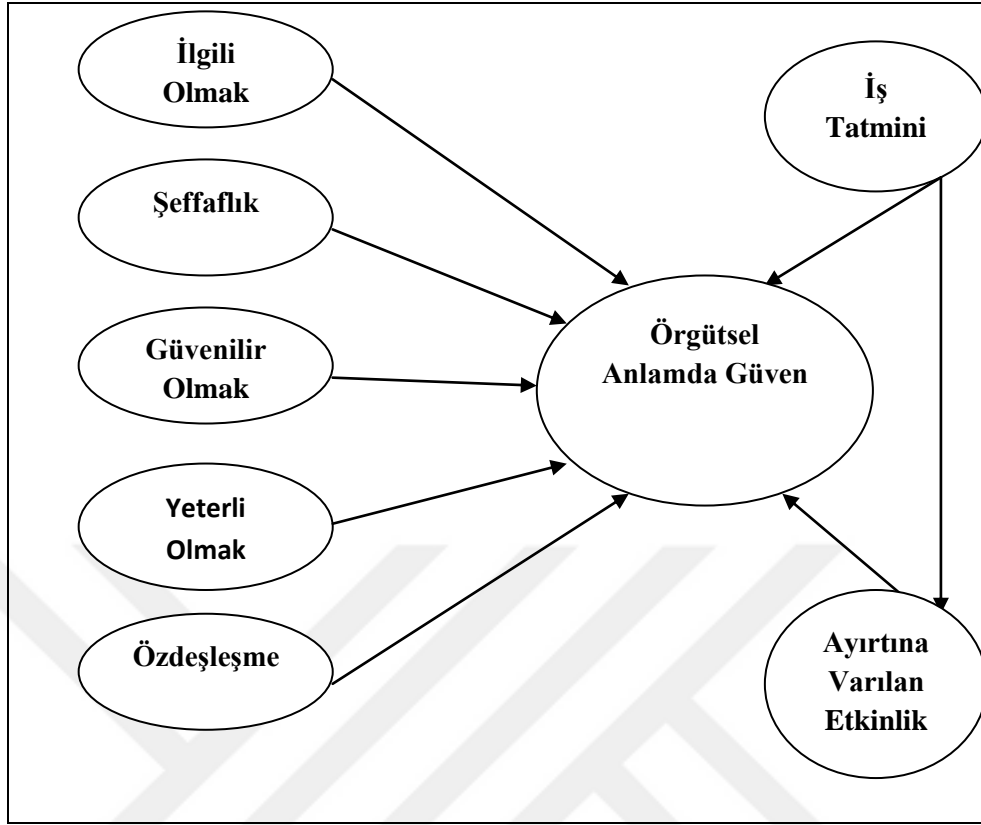 İlgili
Olmak
Şeffaflık
Güvenilir
Olmak
Yeterli
Olmak
Özdeşleşme
Örgütsel
Anlamda Güven
İş
Tatmini
Ayırtına
Varılan
Etkinlik